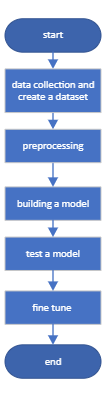 start
data collection and
create a dataset
preprocessing
building a model
test a model
fine tune
end